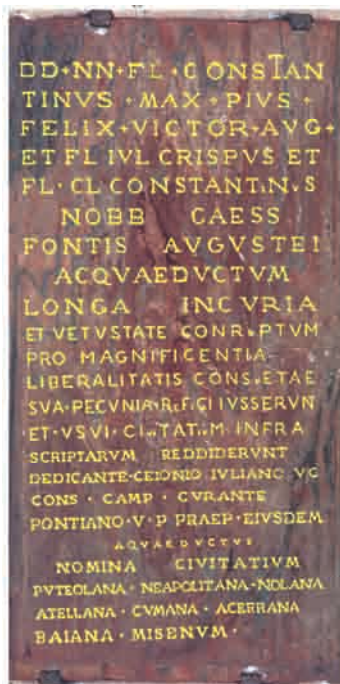 DD·NN·FL·CONSTAN
TINVS·MAX·PIVS·
FELIX·VICTOR·AVG·
ET FL IVL CRISPVS ET
FL·CL CONSTANTINVS
NOBB CAESS
FONTIS AVGVSTEI
ACQVAEDVCTVM
LONGA INCVRIA
ET VETVSTATE CONRVPTVM
PRO MAGNIFICENTIA
LIBERALITATIS CONSVETAE
SVA·PECVNIA·REFICI IVSSERVN
·ET·VSVI·CIVITATIVM·INFRA
SCRIPTARVM REDDIDERVNT
DEDICANTE·CEIONIO IVLIANO VC
CONS·CAMP·CVRANTE
PONTIANO·V·P PRAEP·EIVSDEM
AQVAEDVCTVS
NOMINA CIVITATIVM
PVTEOLANA·NEAPOLITANA·NOLANA
ATELLANA·CVMANA·ACERRANA
BAIANA·MISENVM·